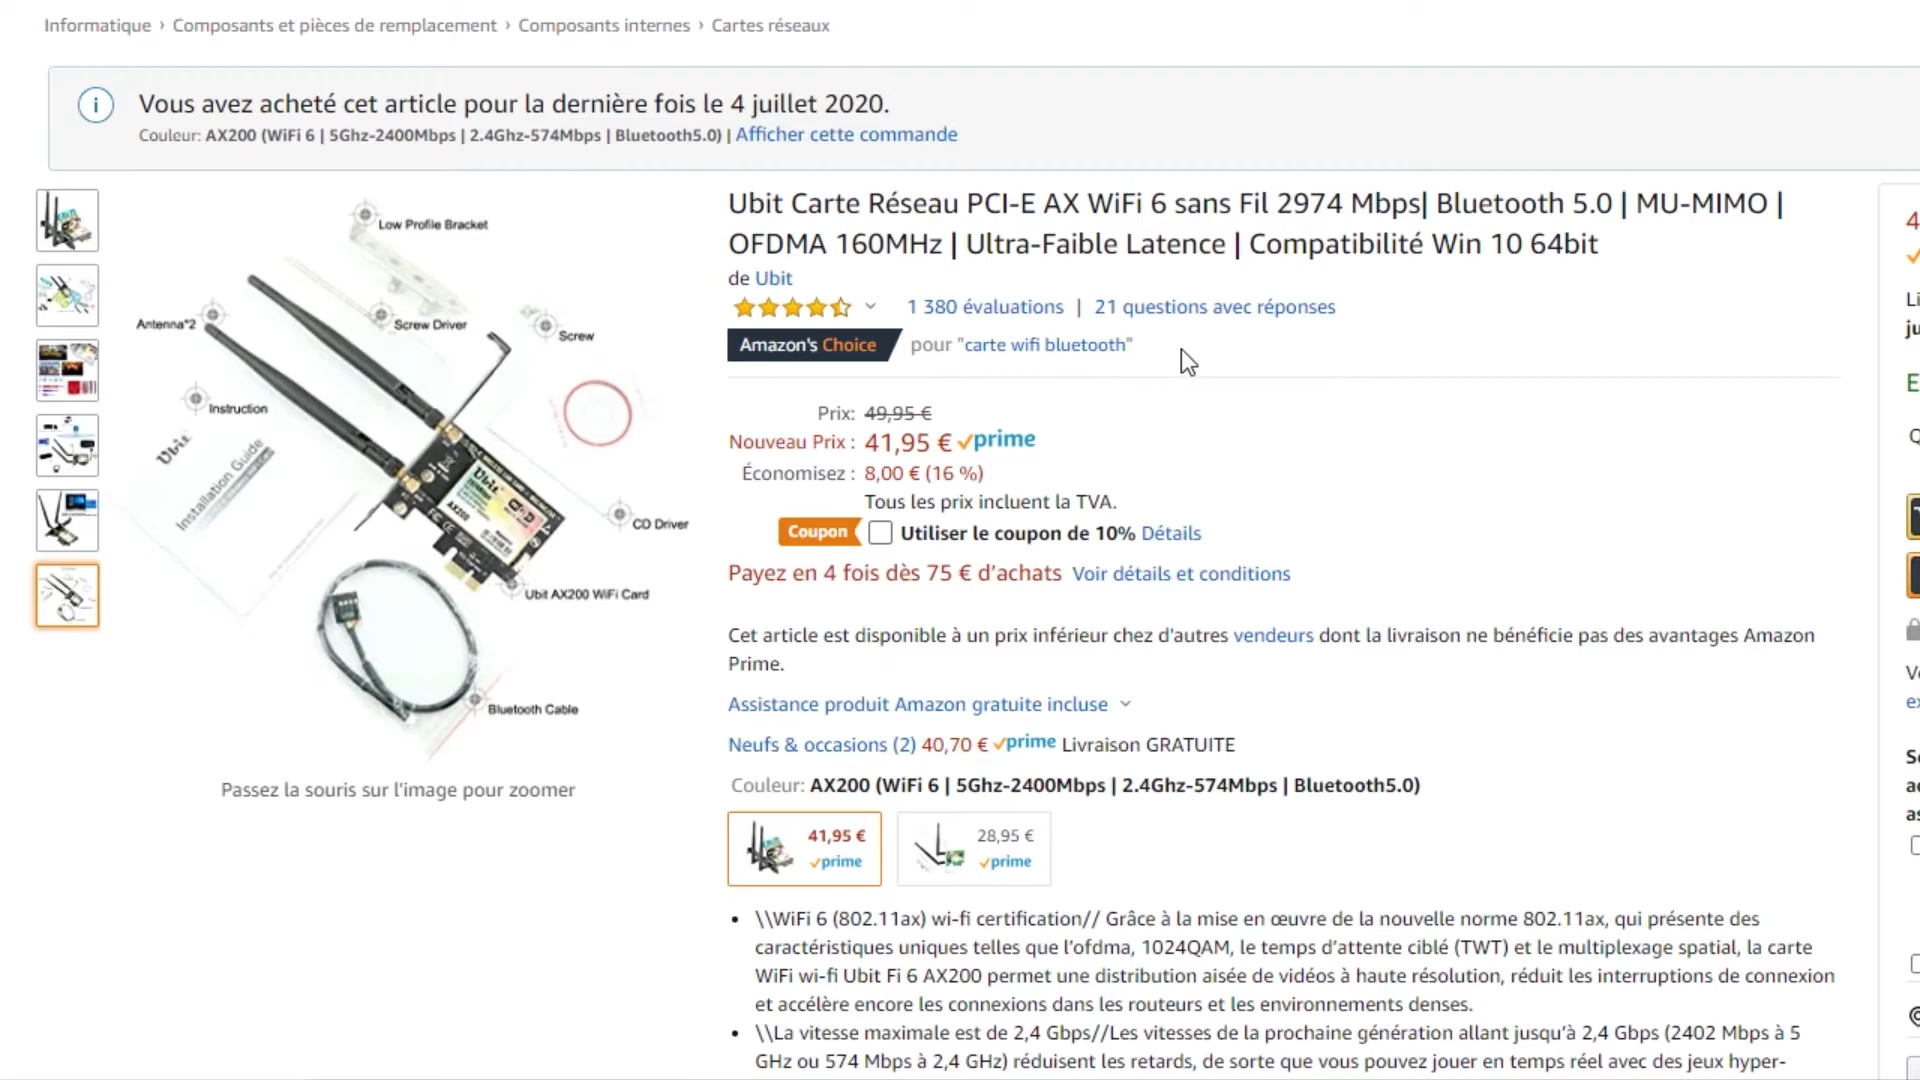 Informatique › Composants et pièces de remplacement › Composants internes › Cartes réseaux
Vous avez acheté cet article pour la dernière fois le 4 juillet 2020.
Couleur: AX200 (WiFi 6 | 5Ghz-2400Mbps | 2.4Ghz-574Mbps | Bluetooth5.0) | Afficher cette commande
Low Profile Bracket
Antenna*2
Screw Driver
Screw
Instruction
Ubit
Installation Guide
Ubit
AX200
CD Driver
Ubit AX200 WiFi Card
Bluetooth Cable
Passez la souris sur l'image pour zoomer
Ubit Carte Réseau PCI-E AX WiFi 6 sans Fil 2974 Mbps| Bluetooth 5.0 | MU-MIMO |
OFDMA 160MHz | Ultra-Faible Latence | Compatibilité Win 10 64bit
de Ubit
1 380 évaluations | 21 questions avec réponses
Amazon's Choice pour "carte wifi bluetooth"
Prix: 49,95 €
Nouveau Prix : 41,95 € prime
Économisez : 8,00 € (16 %)
Tous les prix incluent la TVA.
Coupon Utiliser le coupon de 10% Détails
Payez en 4 fois dès 75 € d’achats Voir détails et conditions
Cet article est disponible à un prix inférieur chez d'autres vendeurs dont la livraison ne bénéficie pas des avantages Amazon
Prime.
Assistance produit Amazon gratuite incluse
Neufs & occasions (2) 40,70 € prime Livraison GRATUITE
Couleur: AX200 (WiFi 6 | 5Ghz-2400Mbps | 2.4Ghz-574Mbps | Bluetooth5.0)
41,95 €
prime
28,95 €
prime
• \\WiFi 6 (802.11ax) wi-fi certification// Grâce à la mise en œuvre de la nouvelle norme 802.11ax, qui présente des
caractéristiques uniques telles que l’ofdma, 1024QAM, le temps d’attente ciblé (TWT) et le multiplexage spatial, la carte
WiFi wi-fi Ubit Fi 6 AX200 permet une distribution aisée de vidéos à haute résolution, réduit les interruptions de connexion
et accélère encore les connexions dans les routeurs et les environnements denses.
• \\La vitesse maximale est de 2,4 Gbps//Les vitesses de la prochaine génération allant jusqu’à 2,4 Gbps (2402 Mbps à 5
GHz ou 574 Mbps à 2,4 GHz) réduisent les retards, de sorte que vous pouvez jouer en temps réel avec des jeux hyper-